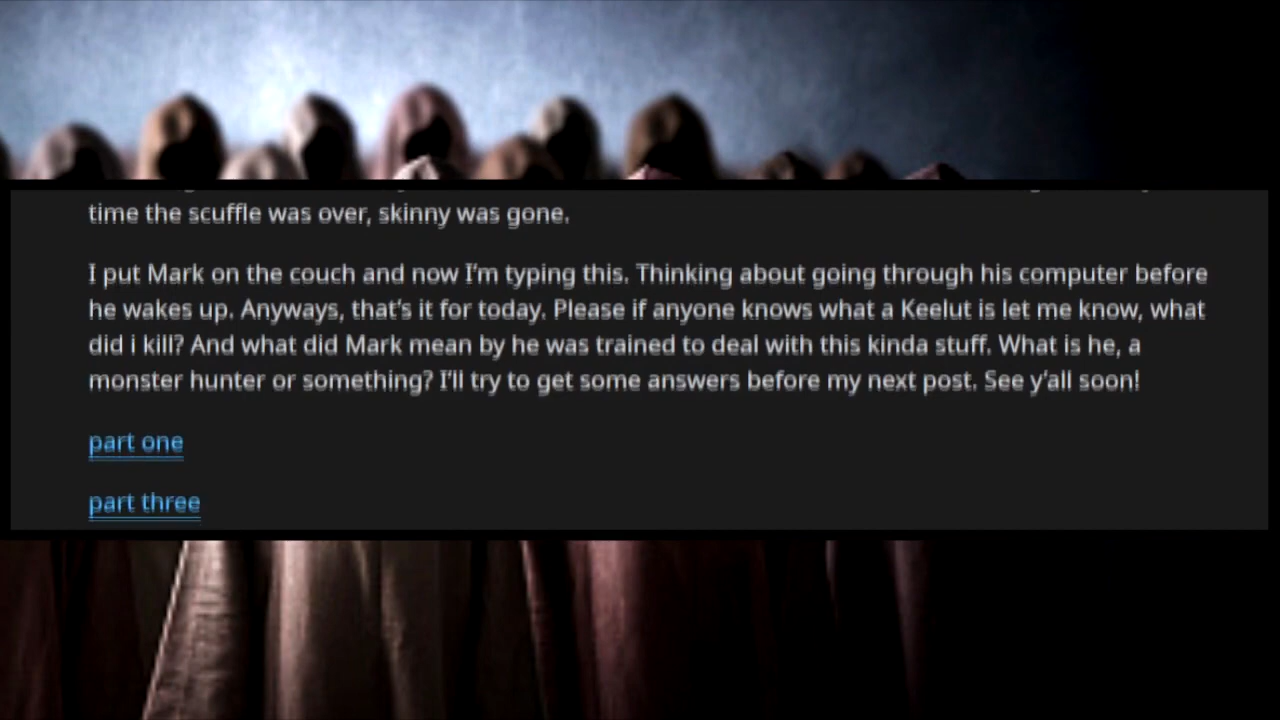 time the scuffle was over, skinny was gone.
I put Mark on the couch and now I'm typing this. Thinking about going through his computer before
he wakes up. Anyways, that's it for today. Please if anyone knows what a Keelut is let me know, what
did i kill? And what did Mark mean by he was trained to deal with this kinda stuff. What is he, a
monster hunter or something? I'll try to get some answers before my next post. See y'all soon!
part one
part three